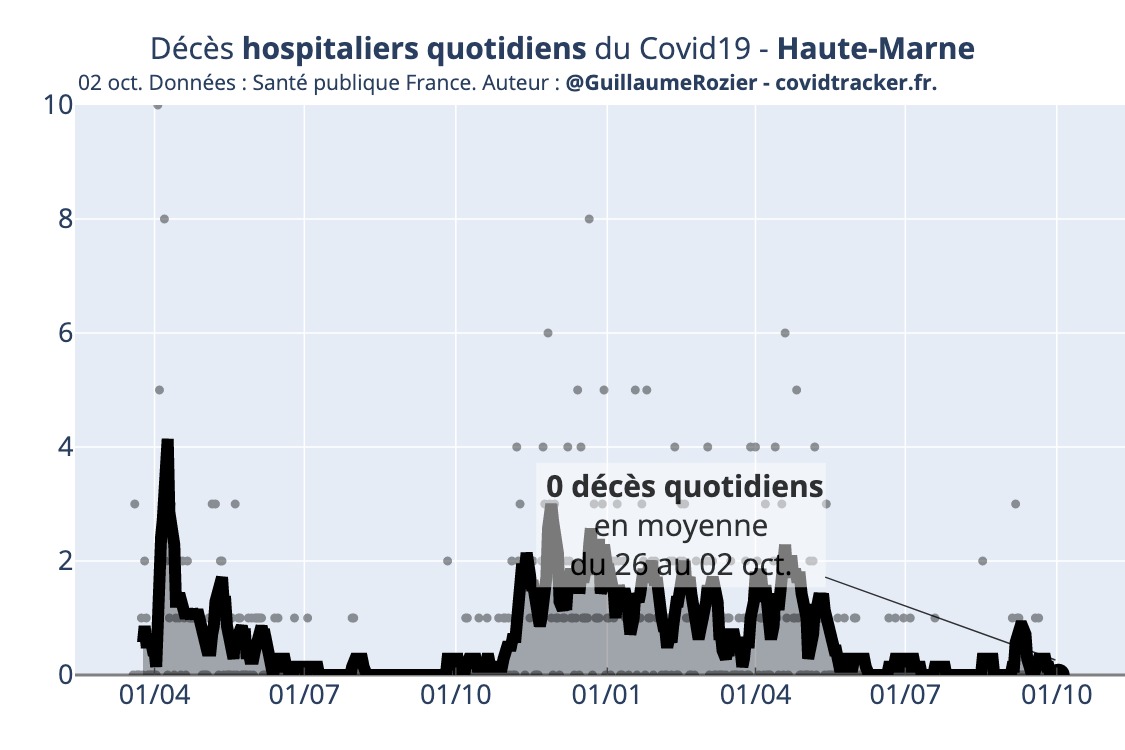 Décès hospitaliers quotidiens du Covid19 - Haute-Marne
02 oct. Données : Santé publique France. Auteur : @GuillaumeRozier - covidtracker.fr.
10
8
6
4
2
0
0 décès quotidiens
en moyenne
du 26 au 02 oct.
01/04 01/07 01/10 01/01 01/04 01/07 01/10